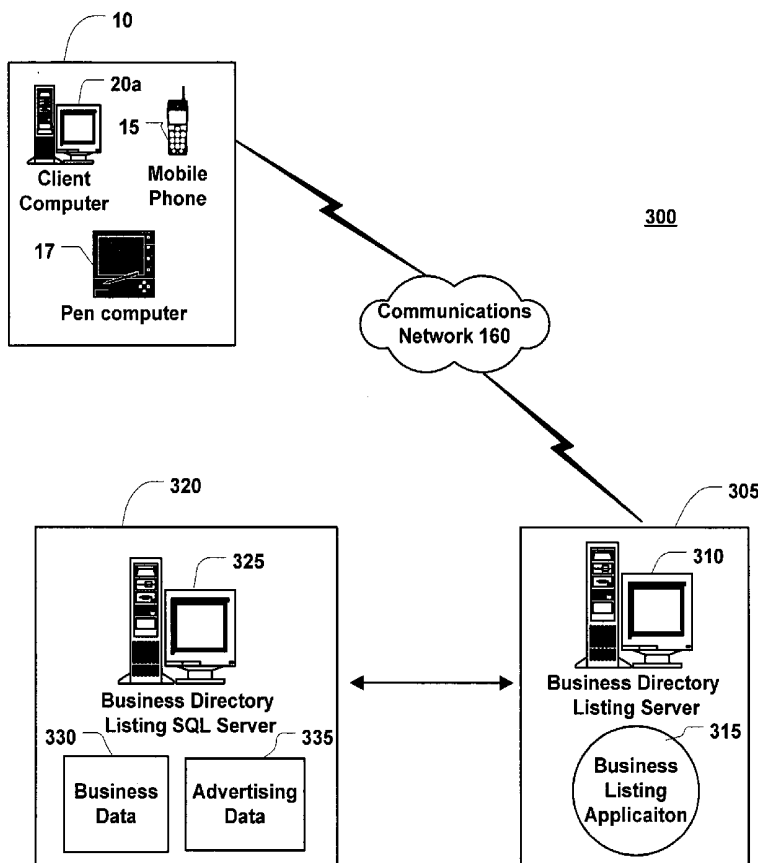 10
20a
15
Client
Computer
Mobile
Phone
17
Pen computer
300
Communications
Network 160
320
325
Business Directory
Listing SQL Server
330
335
Business
Data
Advertising
Data
305
310
Business Directory
Listing Server
315
Business
Listing
Applicaiton